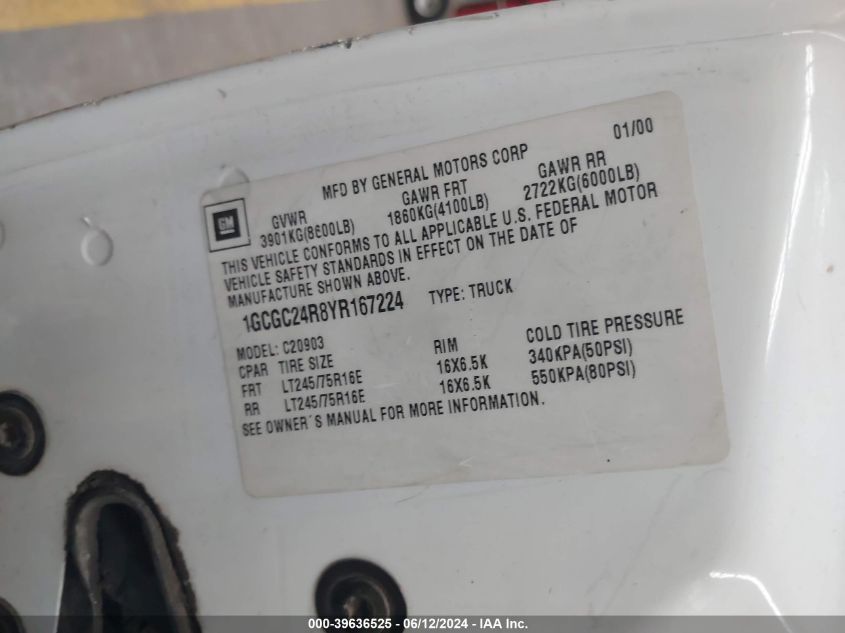 01/00
MFD BY GENERAL MOTORS CORP
GM
GVWR GAWR FRT GAWR RR
3901KG(8600LB) 1860KG(4100LB) 2722KG(6000LB)
THIS VEHICLE CONFORMS TO ALL APPLICABLE U.S. FEDERAL MOTOR
VEHICLE SAFETY STANDARDS IN EFFECT ON THE DATE OF
MANUFACTURE SHOWN ABOVE.
1GCGC24R8YR167224 TYPE: TRUCK
MODEL: C20903
CPAR TIRE SIZE RIM COLD TIRE PRESSURE
FRT LT245/75R16E 16X6.5K 340KPA(50PSI)
RR LT245/75R16E 16X6.5K 550KPA(80PSI)
SEE OWNER'S MANUAL FOR MORE INFORMATION.
000-39636525 - 06/12/2024 - IAA Inc.